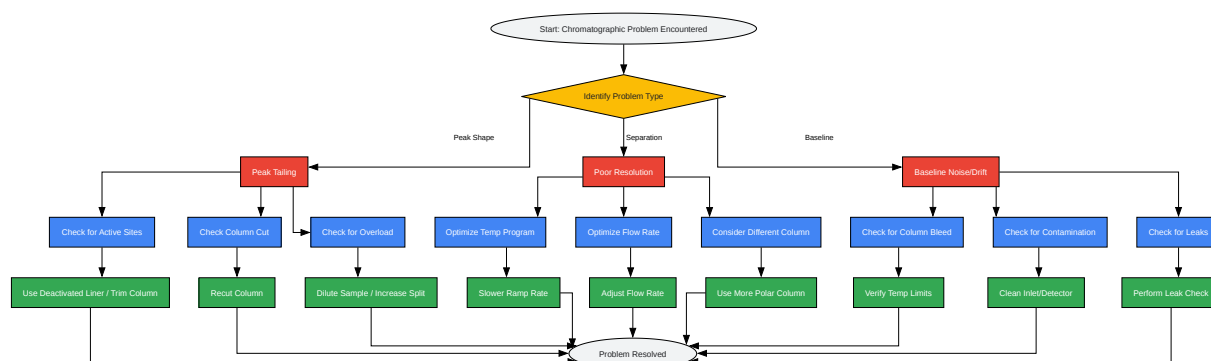 Start: Chromatographic Problem Encountered
Identify Problem Type
Peak Shape
Separation
Baseline
Peak Tailing
Poor Resolution
Baseline Noise/Drift
Check for Active Sites
Check Column Cut
Check for Overload
Optimize Temp Program
Optimize Flow Rate
Consider Different Column
Check for Column Bleed
Check for Contamination
Check for Leaks
Use Deactivated Liner / Trim Column
Recut Column
Dilute Sample / Increase Split
Slower Ramp Rate
Adjust Flow Rate
Use More Polar Column
Verify Temp Limits
Clean Inlet/Detector
Perform Leak Check
Problem Resolved